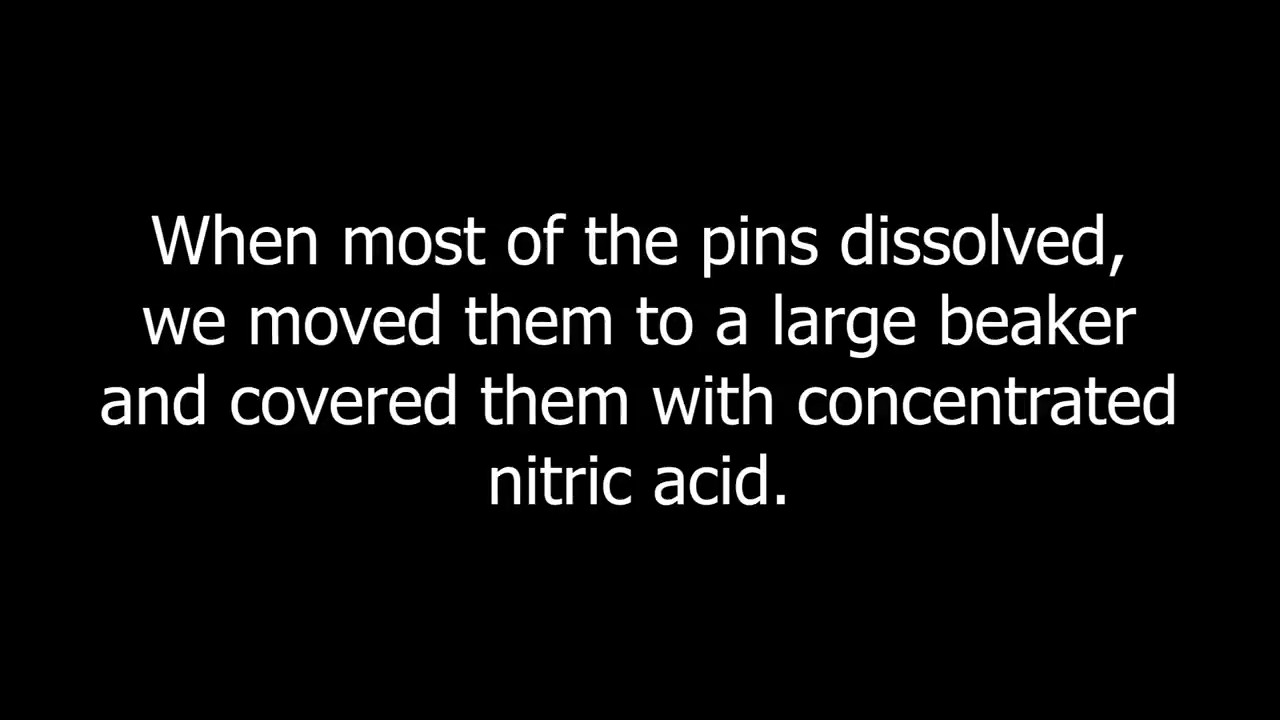 When most of the pins dissolved,
we moved them to a large beaker
and covered them with concentrated
nitric acid.